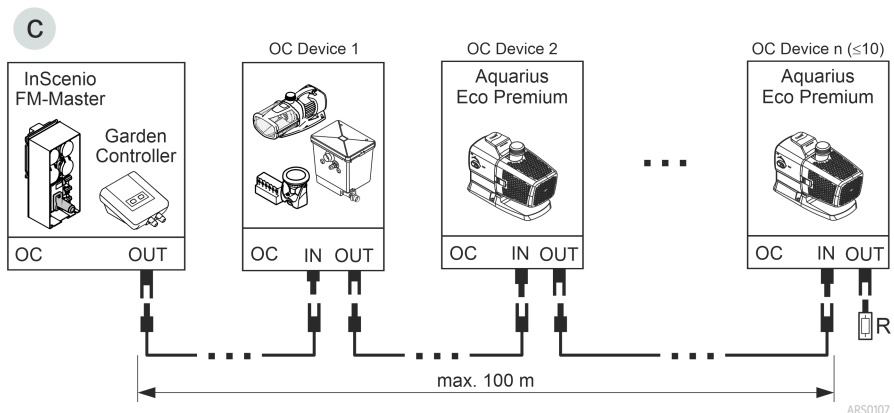 C
OC Device 1
OC Device 2
OC Device n (≤10)
InScenio
FM-Master
Garden
Controller
Aquarius
Eco Premium
Aquarius
Eco Premium
OC OUT
OC IN OUT
OC IN OUT
OC IN OUT
R
max. 100 m
ARS0107